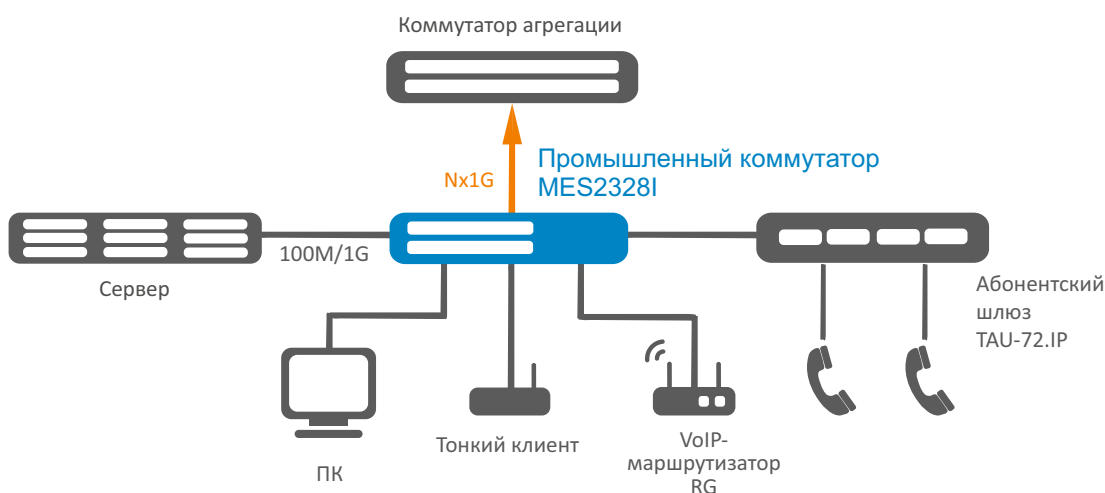 Коммутатор агрегации
Промышленный коммутатор
MES2328I
Nx1G
100M/1G
Сервер
Абонентский
шлюз
TAU-72.IP
ПК
Тонкий клиент
VoIP-
маршрутизатор
RG